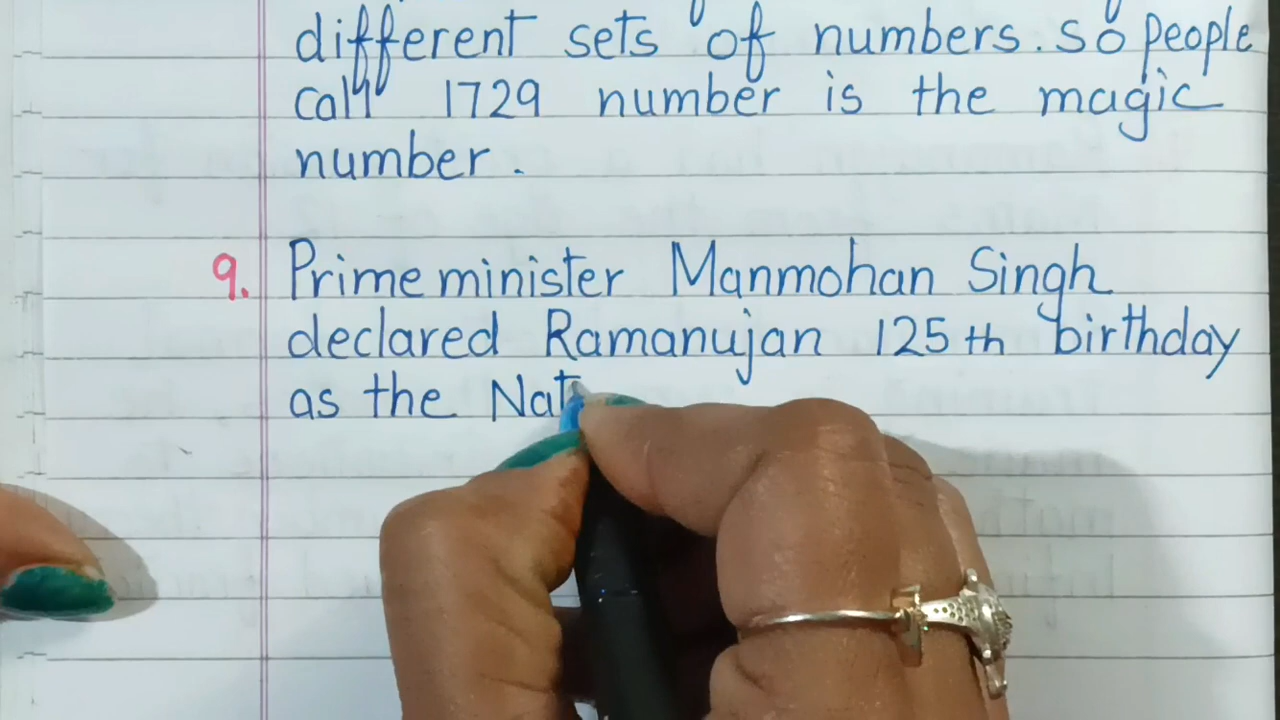 different sets of numbers. So people
call 1729 number is the magic
number.
9. Prime minister Manmohan Singh
declared Ramanujan 125th birthday
as the Nat